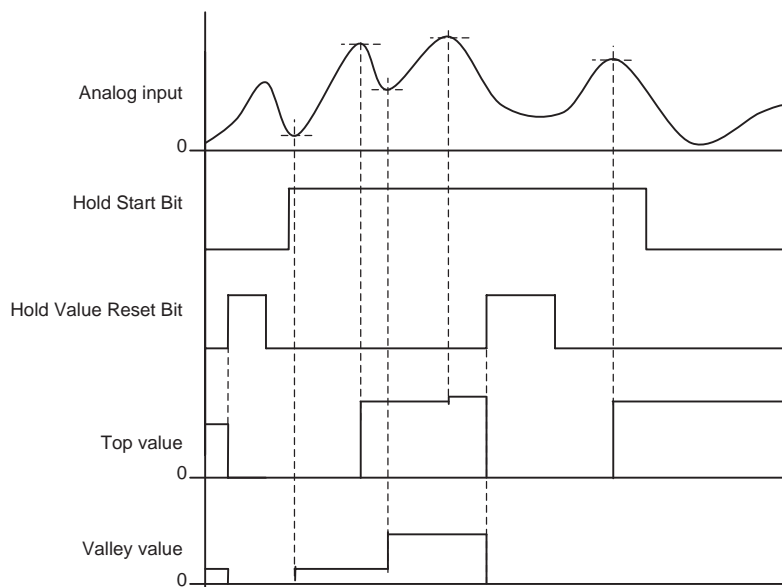 Analog input
0
Hold Start Bit
Hold Value Reset Bit
Top value
0
Valley value
0